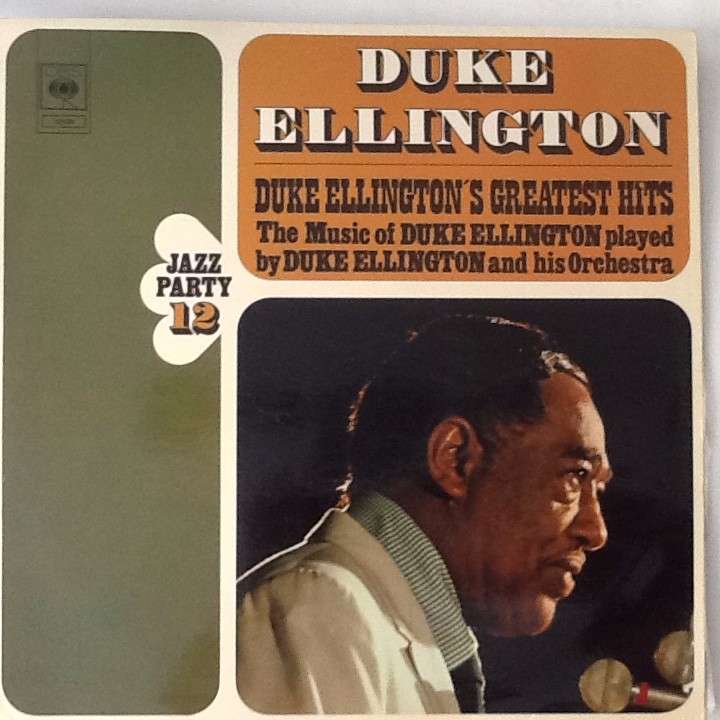 DUKE
ELLINGTON
DUKE ELLINGTON'S GREATEST HITS
The Music of DUKE ELLINGTON played
by DUKE ELLINGTON and his Orchestra
JAZZ
PARTY
12